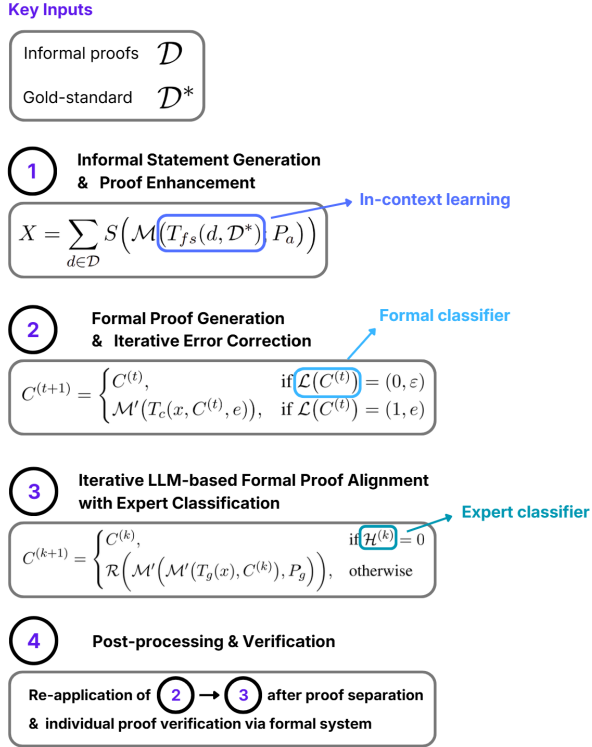 Key Inputs
Informal proofs 𝒟
Gold-standard 𝒟*
1 Informal Statement Generation
& Proof Enhancement
In-context learning
X = ∑_{d∈𝒟} S(ℳ(T_{fs}(d, 𝒟*), P_a))
2 Formal Proof Generation
& Iterative Error Correction
Formal classifier
C^{(t+1)} = { C^{(t)}, if ℒ(C^{(t)}) = (0, ε)
ℳ′(T_c(x, C^{(t)}, e)), if ℒ(C^{(t)}) = (1, e)
3 Iterative LLM-based Formal Proof Alignment
with Expert Classification
Expert classifier
C^{(k+1)} = { C^{(k)}, if ℋ^{(k)} = 0
ℛ(ℳ′(ℳ′(T_g(x), C^{(k)}), P_g)), otherwise
4 Post-processing & Verification
Re-application of 2 → 3 after proof separation
& individual proof verification via formal system